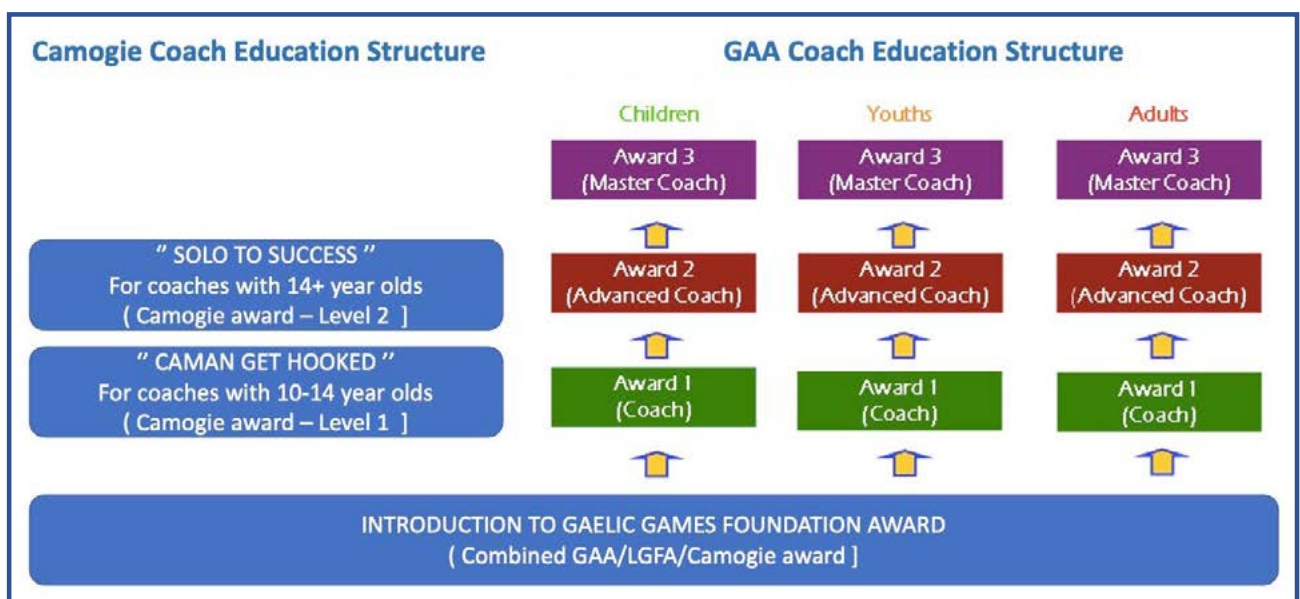 Camogie Coach Education Structure
GAA Coach Education Structure
Children
Youths
Adults
Award 3
(Master Coach)
Award 3
(Master Coach)
Award 3
(Master Coach)
" SOLO TO SUCCESS "
For coaches with 14+ year olds
( Camogie award – Level 2 ]
Award 2
(Advanced Coach)
Award 2
(Advanced Coach)
Award 2
(Advanced Coach)
" CAMAN GET HOOKED "
For coaches with 10-14 year olds
( Camogie award – Level 1 ]
Award 1
(Coach)
Award 1
(Coach)
Award 1
(Coach)
INTRODUCTION TO GAELIC GAMES FOUNDATION AWARD
( Combined GAA/LGFA/Camogie award ]